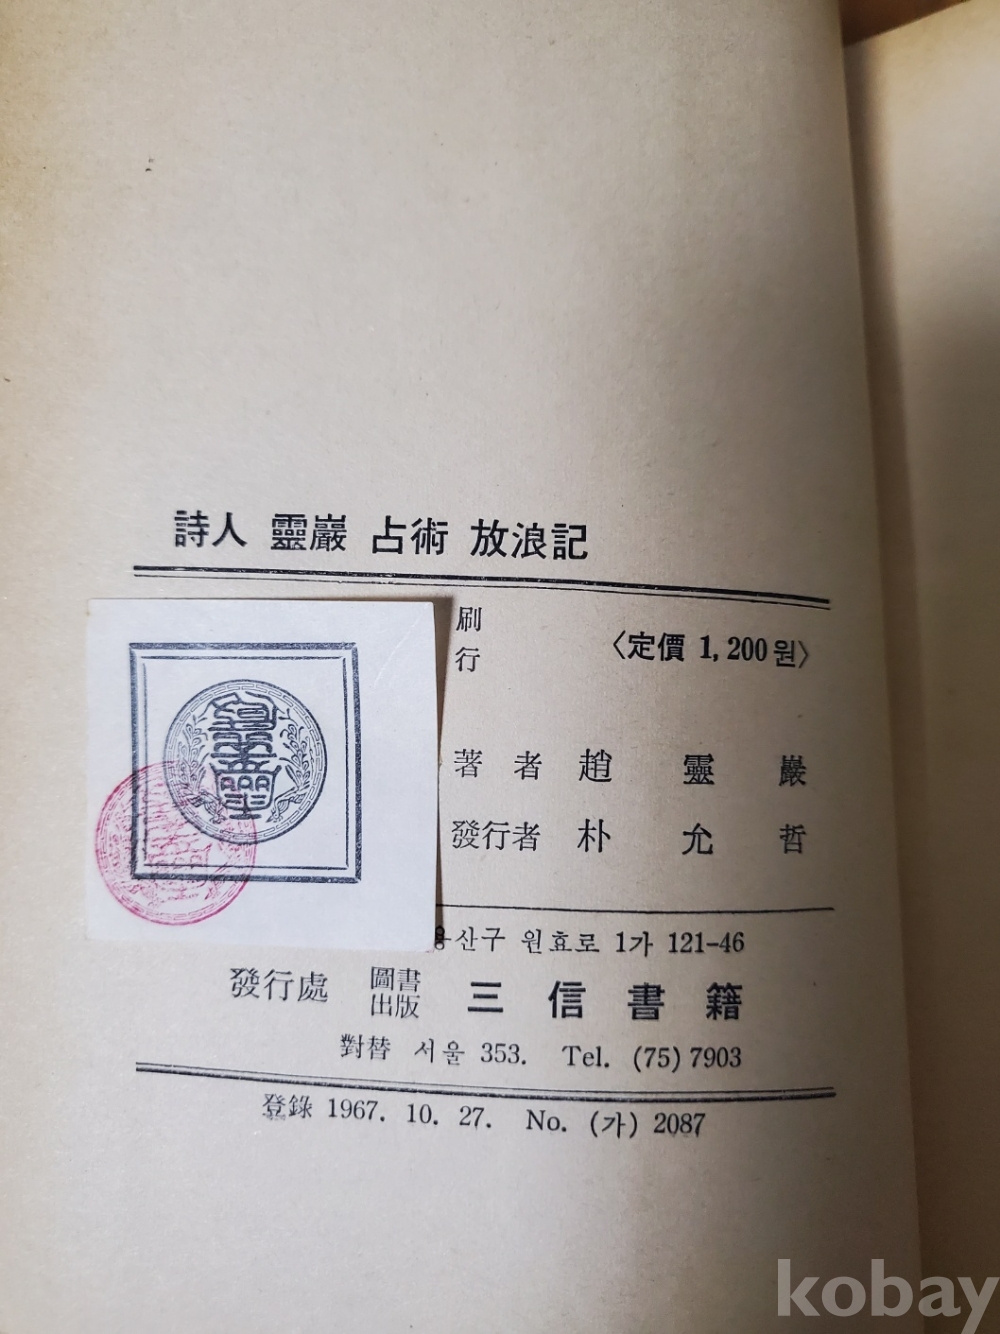 詩人 靈巖 占術 放浪記
刷
行
〈定價 1,200원〉
著者 趙靈巖
發行者 朴允哲
용산구 원효로 1가 121-46
發行處 圖書出版 三信書籍
對替 서울 353. Tel. (75) 7903
登錄 1967. 10. 27. No. (가) 2087
kobay